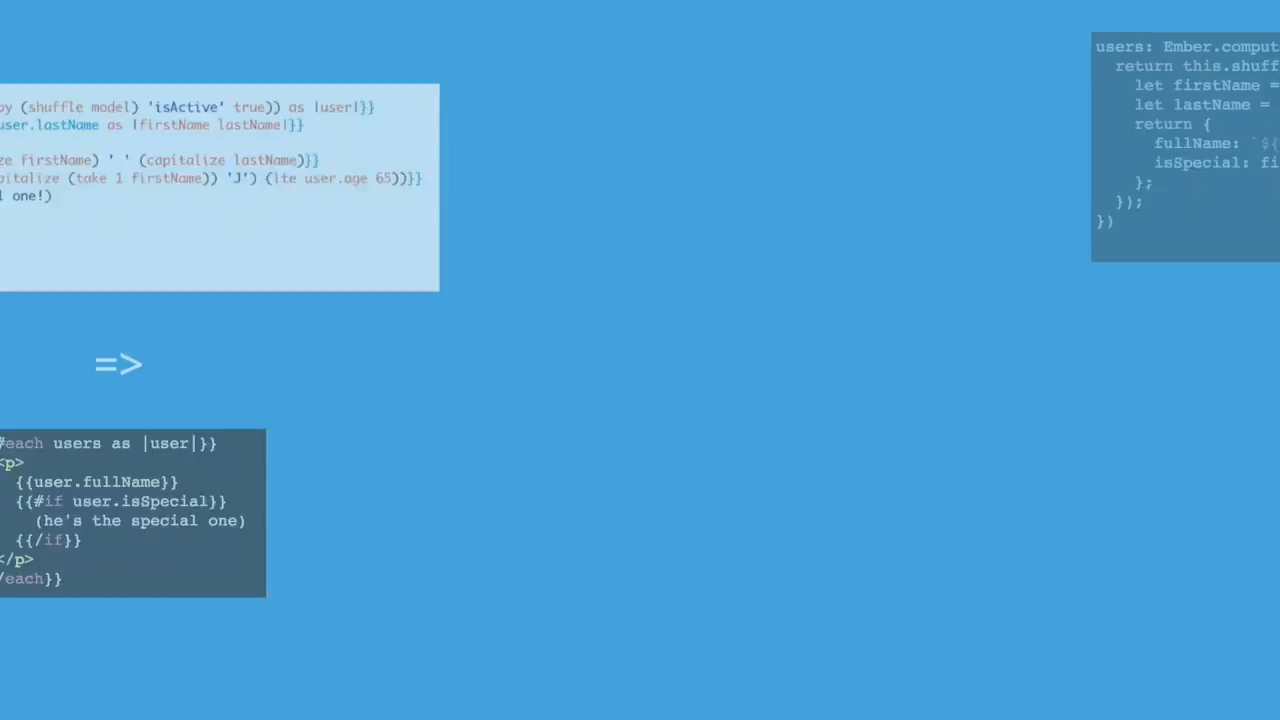 by (shuffle model) 'isActive' true)) as |user|}}
user.lastName as |firstName lastName|}}
ze firstName) ' ' (capitalize lastName)}}
pitalize (take 1 firstName)) 'J') (lte user.age 65))}}
l one!)
=>
#each users as |user|}}
<p>
{{user.fullName}}
{{#if user.isSpecial}}
(he's the special one)
{{/if}}
</p>
/each}}
users: Ember.comput
return this.shuff
let firstName =
let lastName =
return {
fullName: `${
isSpecial: fi
};
});
})